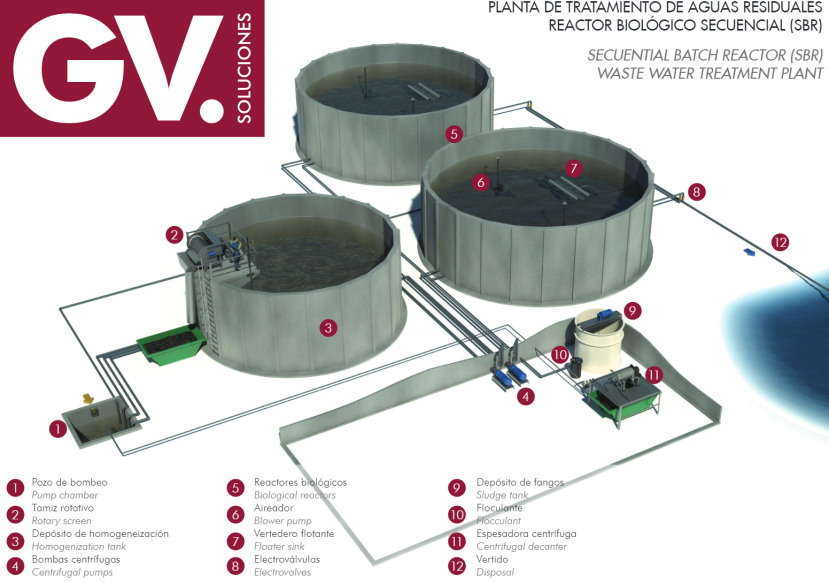 GV.
SOLUCIONES
PLANTA DE TRATAMIENTO DE AGUAS RESIDUALES
REACTOR BIOLÓGICO SECUENCIAL (SBR)
SECUENTIAL BATCH REACTOR (SBR)
WASTE WATER TREATMENT PLANT
5
7
6
8
2
12
3
9
10
11
4
1
1 Pozo de bombeo
Pump chamber
2 Tamiz rotativo
Rotary screen
3 Depósito de homogeneización
Homogenization tank
4 Bombas centrífugas
Centrifugal pumps
5 Reactores biológicos
Biological reactors
6 Aireador
Blower pump
7 Vertedero flotante
Floater sink
8 Electroválvulas
Electrovalves
9 Depósito de fangos
Sludge tank
10 Floculante
Flocculant
11 Espesadora centrífuga
Centrifugal decanter
12 Vertido
Disposal